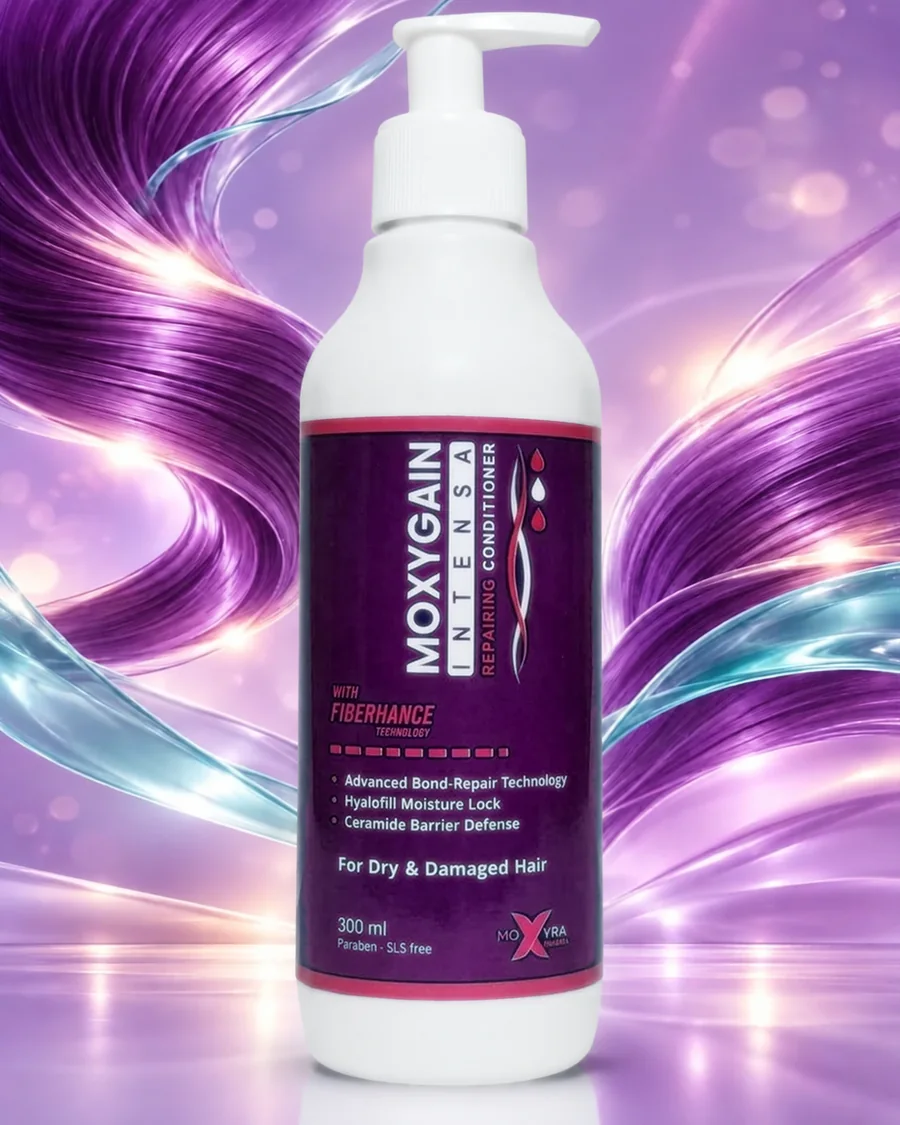 MOXYGAIN
INTENSA
REPAIRING CONDITIONER
WITH
FIBERHANCE
TECHNOLOGY
Advanced Bond-Repair Technology
Hyalofill Moisture Lock
Ceramide Barrier Defense
For Dry & Damaged Hair
300 ml
Paraben - SLS free
MOXYRA